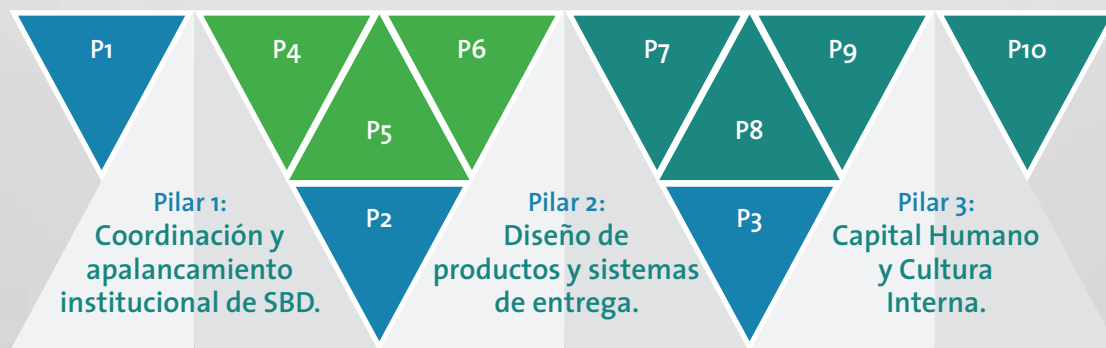 P1
P4
P6
P7
P9
P10
P5
P8
P2
P3
Pilar 1:
Coordinación y
apalancamiento
institucional de SBD.
Pilar 2:
Diseño de
productos y sistemas
de entrega.
Pilar 3:
Capital Humano
y Cultura
Interna.